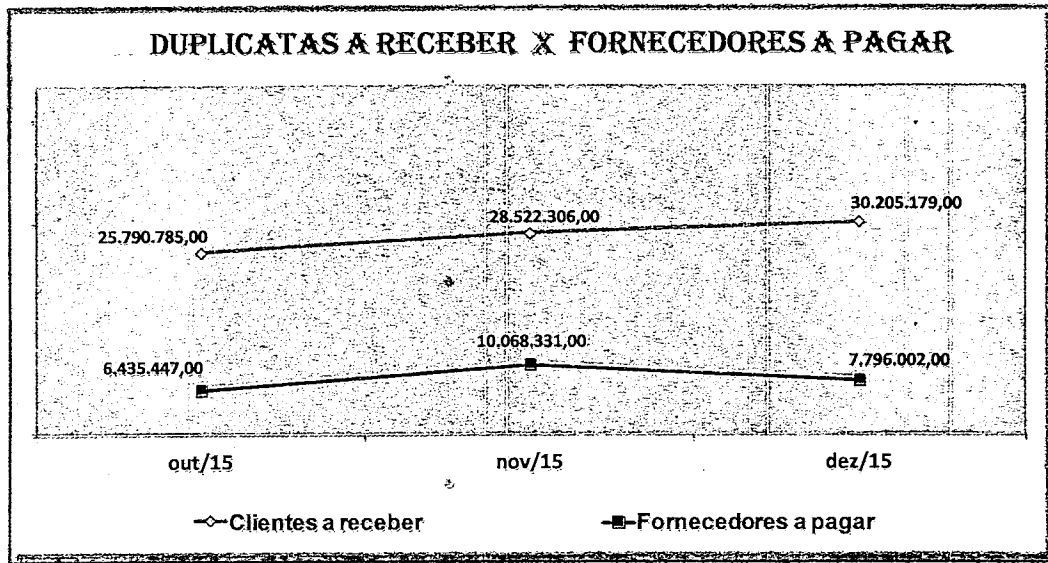 DUPLICATAS A RECEBER X FORNECEDORES A PAGAR
25.790.785,00
28.522.306,00
30.205.179,00
6.435.447,00
10.068.331,00
7.796.002,00
out/15 nov/15 dez/15
Clientes a receber Fornecedores a pagar